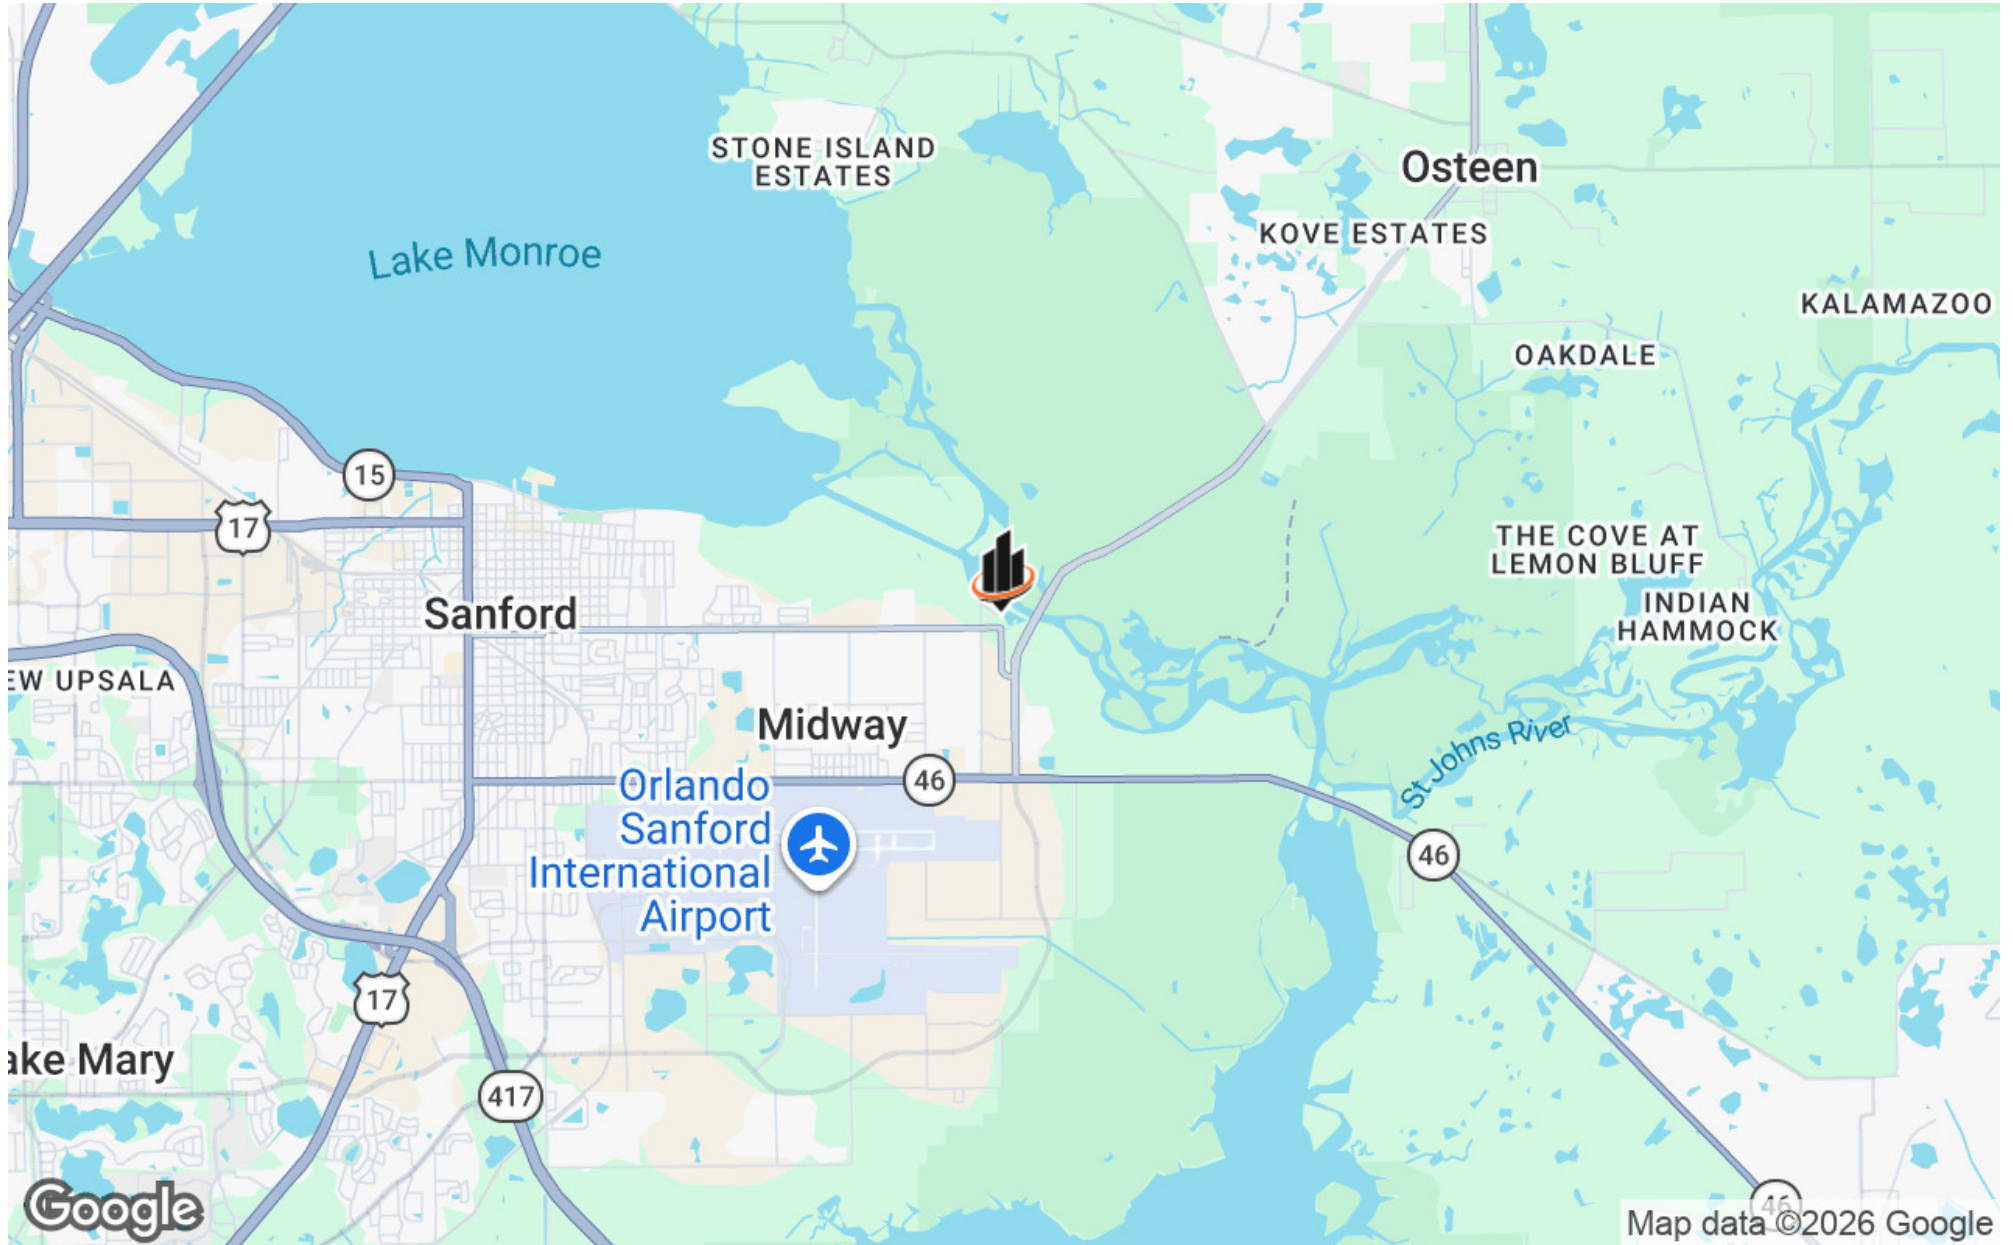 STONE ISLAND
ESTATES
Osteen
KOVE ESTATES
Lake Monroe
KALAMAZOO
OAKDALE
15
17
THE COVE AT
LEMON BLUFF
INDIAN
HAMMOCK
Sanford
EW UPSALA
Midway
St Johns River
46
Orlando
Sanford
International
Airport
46
17
ake Mary
417
46
Google
Map data ©2026 Google